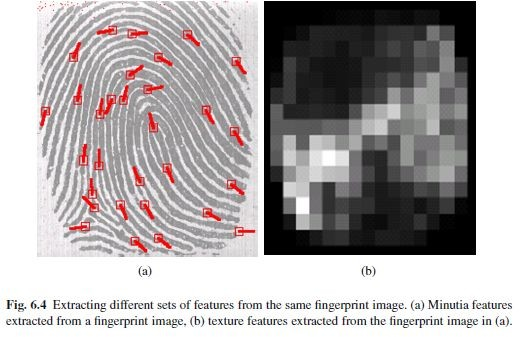 (a)
(b)
Fig. 6.4 Extracting different sets of features from the same fingerprint image. (a) Minutia features
extracted from a fingerprint image, (b) texture features extracted from the fingerprint image in (a).